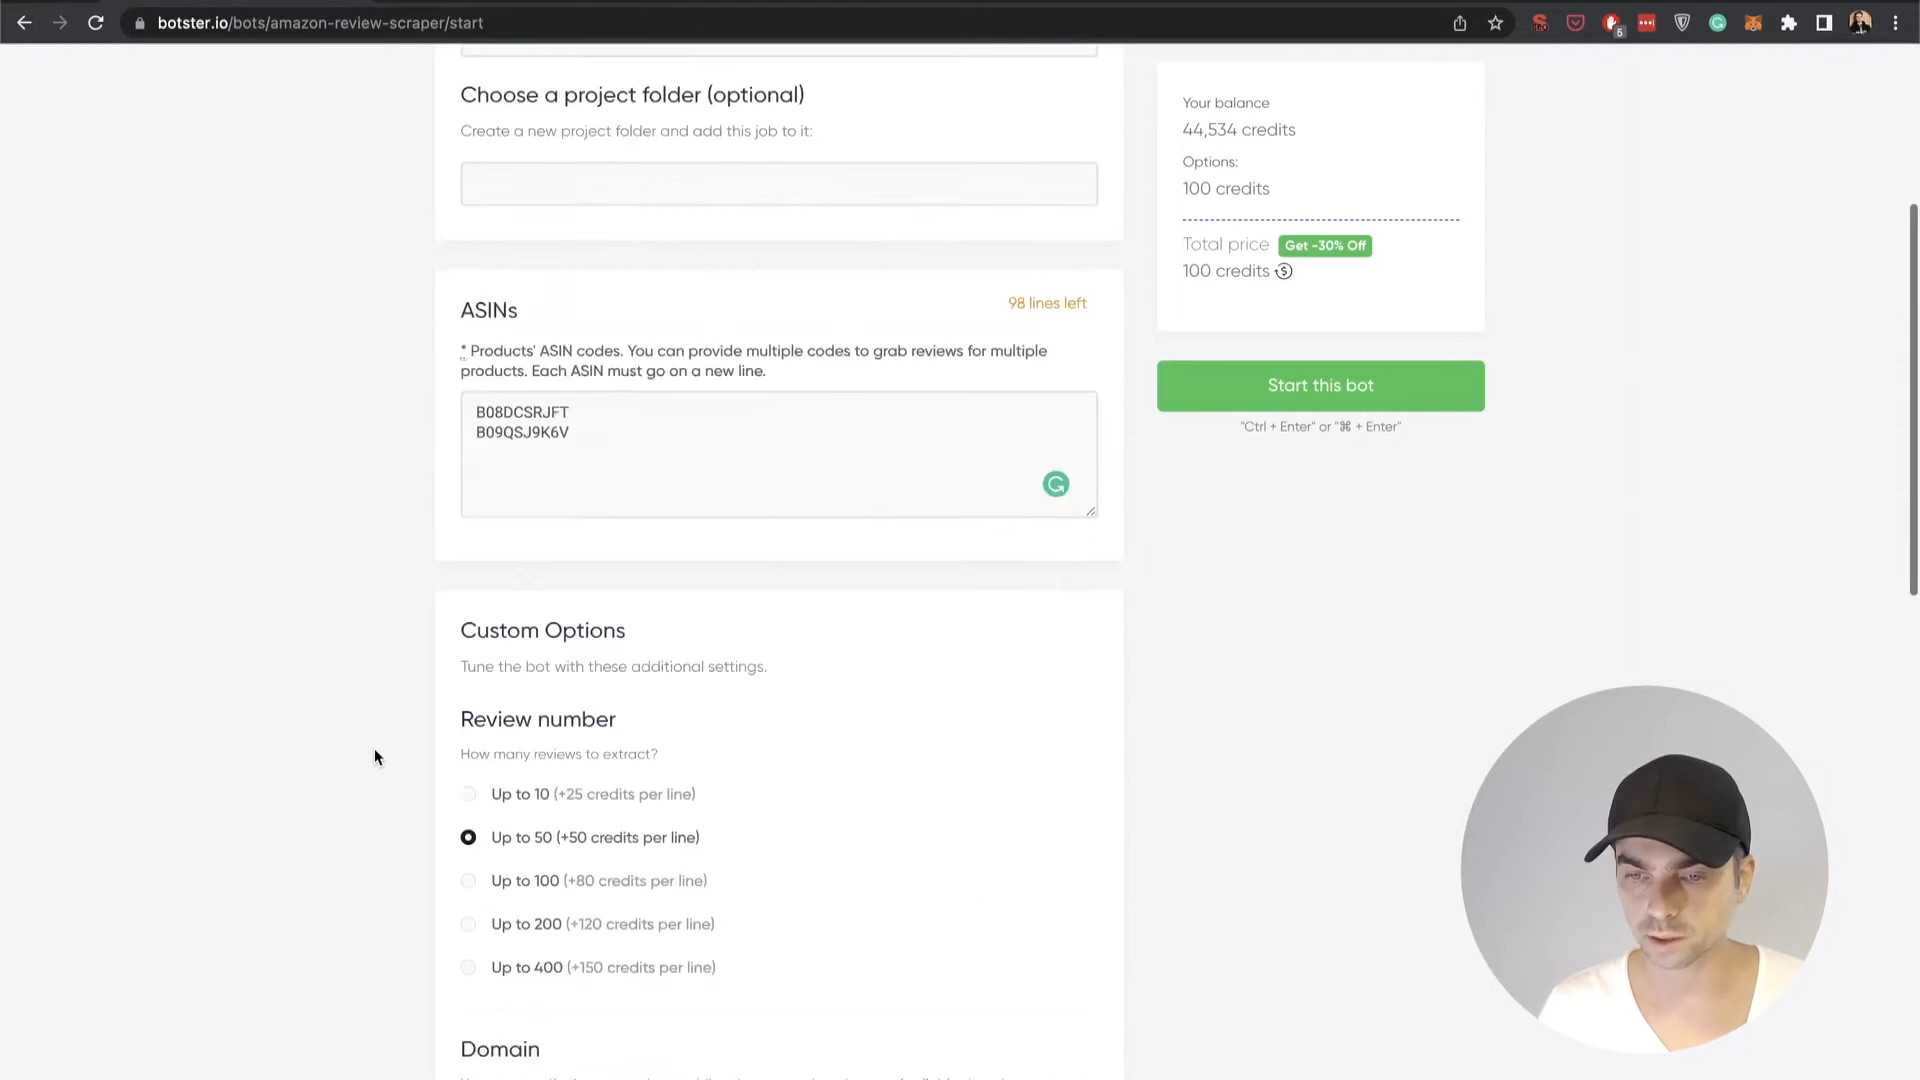 botster.io/bots/amazon-review-scraper/start
5
Choose a project folder (optional)
Create a new project folder and add this job to it:
ASINs
98 lines left
* Products' ASIN codes. You can provide multiple codes to grab reviews for multiple
products. Each ASIN must go on a new line.
B08DCSRJFT
B09QSJ9K6V
Custom Options
Tune the bot with these additional settings.
Review number
How many reviews to extract?
Up to 10 (+25 credits per line)
Up to 50 (+50 credits per line)
Up to 100 (+80 credits per line)
Up to 200 (+120 credits per line)
Up to 400 (+150 credits per line)
Domain
Your balance
44,534 credits
Options:
100 credits
Total price Get -30% Off
100 credits
Start this bot
"Ctrl + Enter" or "⌘ + Enter"